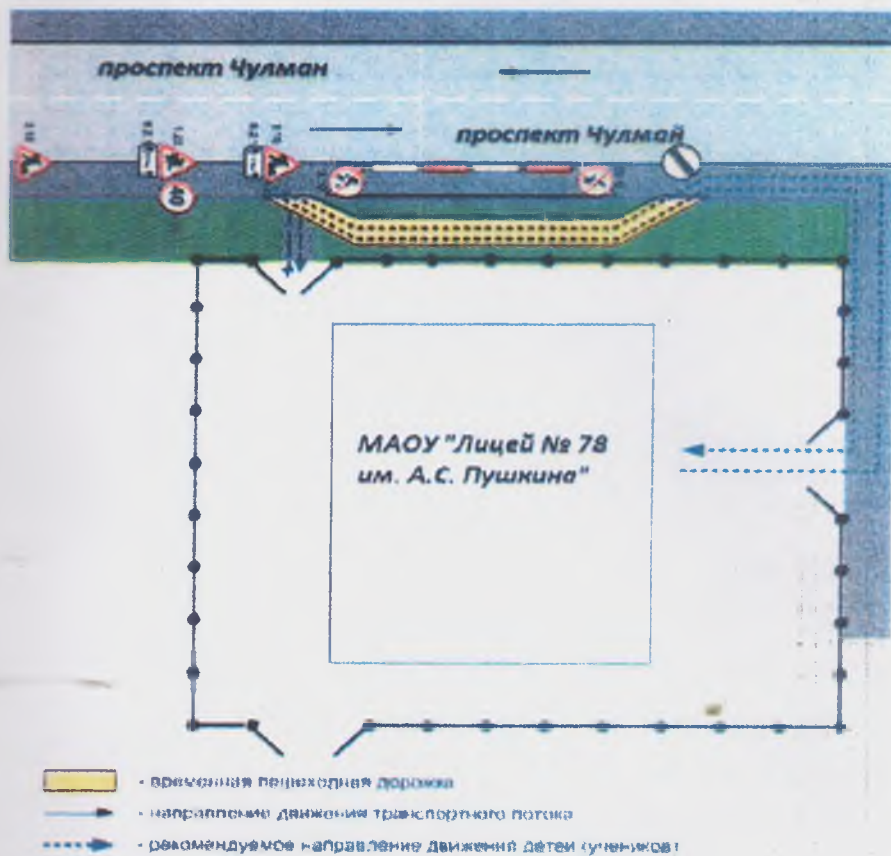 проспект Чулман
проспект Чулман
40
МАОУ "Лицей № 78
им. А.С. Пушкина"
- временная пешеходная дорожка
- направление движения транспортного потока
- рекомендуемое направление движения детей (учеников)